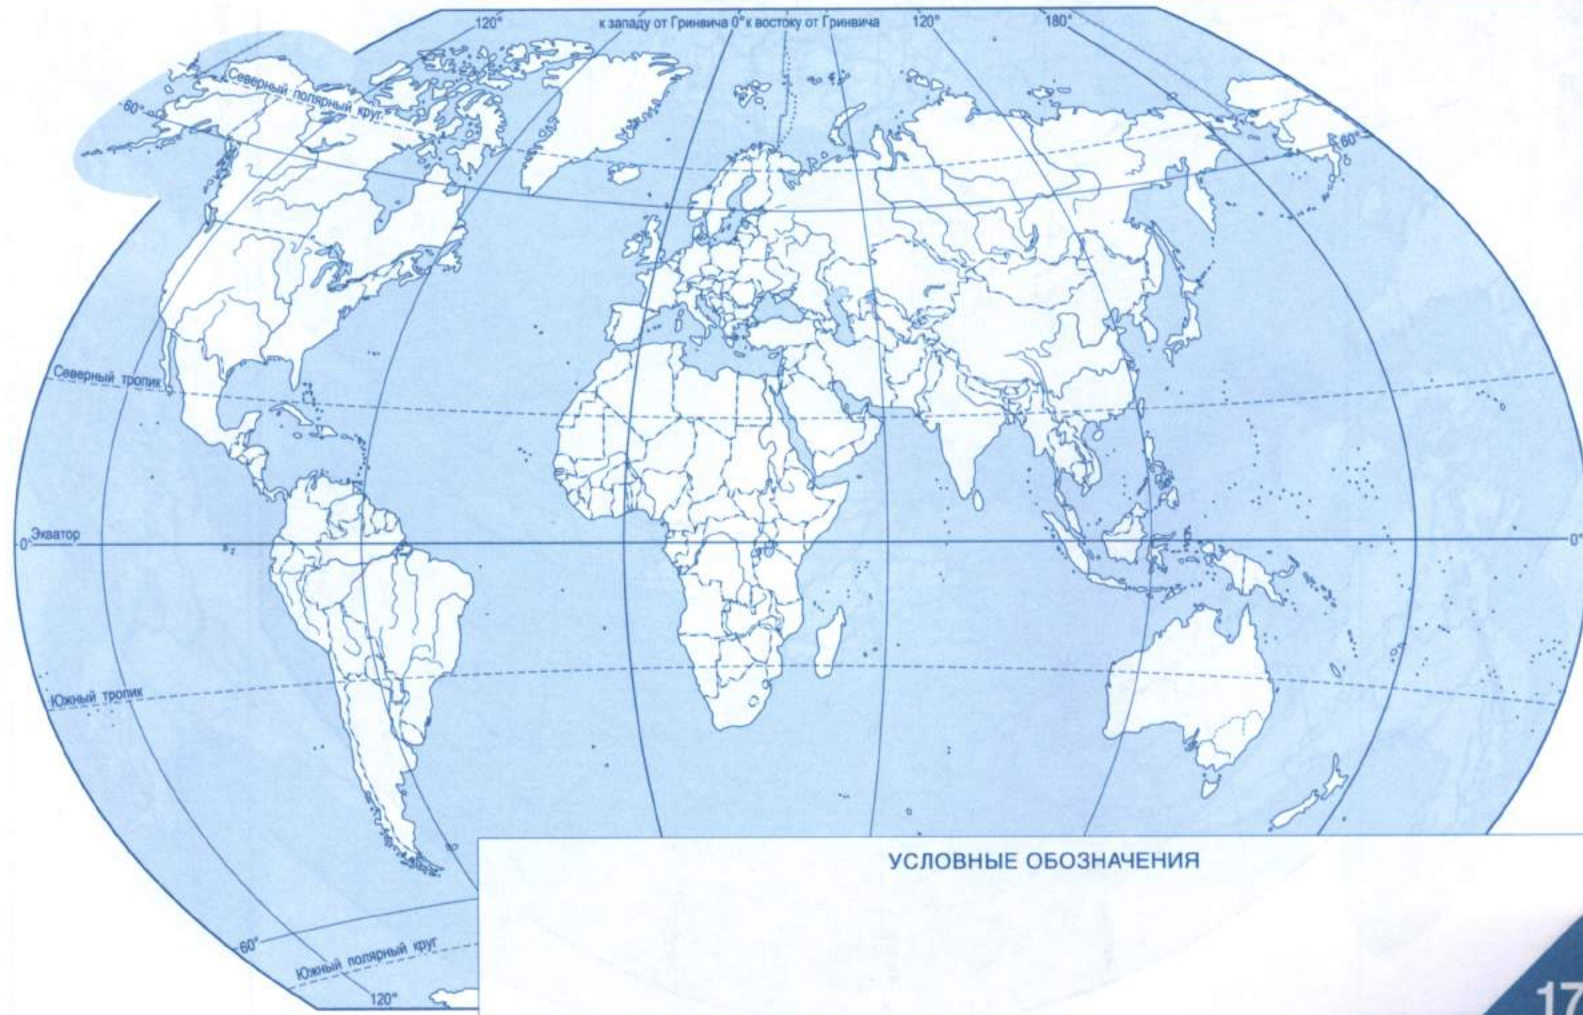 120°
к западу от Гринвича 0° к востоку от Гринвича
120°
180°
Северный полярный круг
60°
60°
Северный тропик
0° Экватор
0°
Южный тропик
УСЛОВНЫЕ ОБОЗНАЧЕНИЯ
60°
Южный полярный круг
120°
17